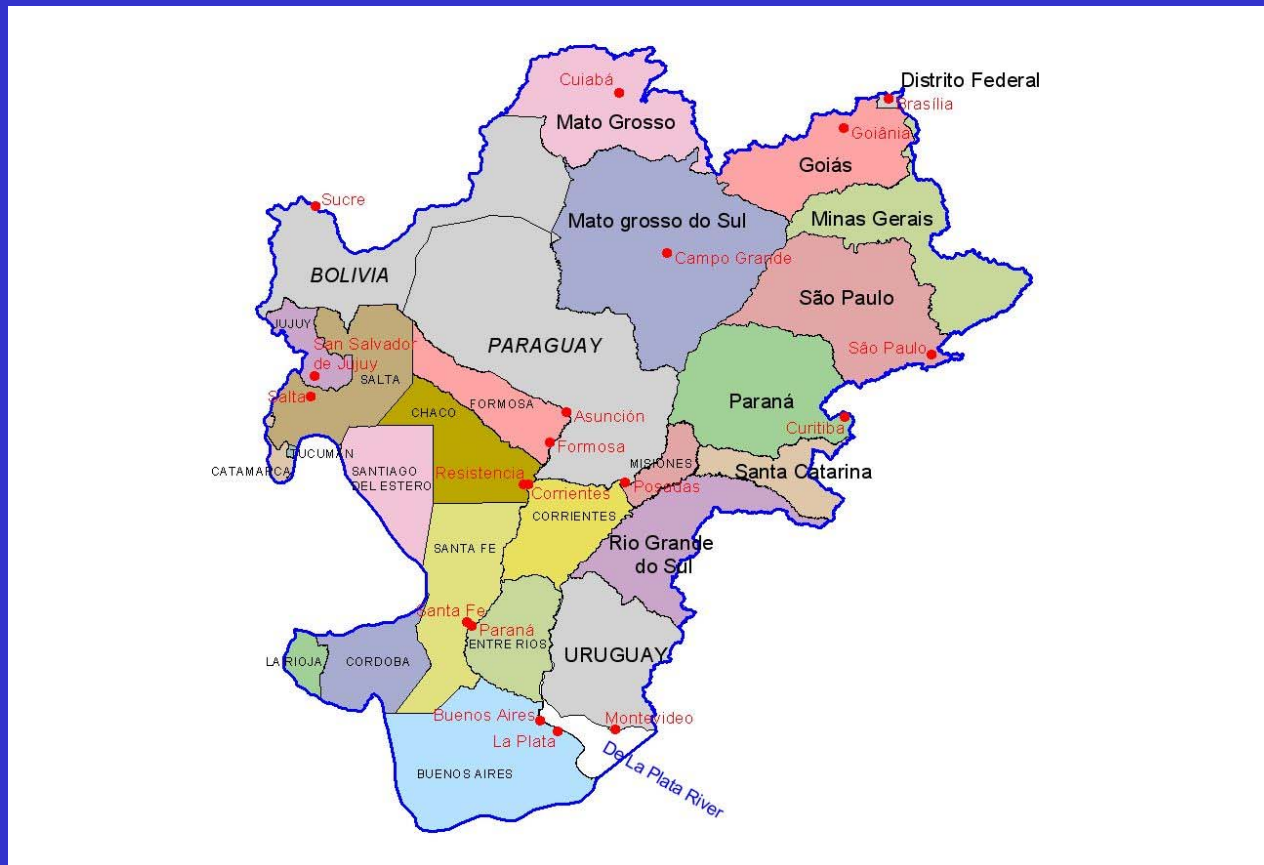 Distrito Federal
Cuiabá
Brasília
Mato Grosso
Goiânia
Goiás
Sucre
Mato grosso do Sul
Minas Gerais
Campo Grande
BOLIVIA
São Paulo
JUJUY
San Salvador
de Jujuy
PARAGUAY
São Paulo
SALTA
Salta
FORMOSA
Paraná
CHACO
Asunción
Curitiba
Formosa
TUCUMÁN
CATAMARCA
SANTIAGO
DEL ESTERO
Resistencia
MISIONES
Santa Catarina
Corrientes
Posadas
CORRIENTES
SANTA FE
Rio Grande
do Sul
Santa Fe
Paraná
ENTRE RIOS
URUGUAY
LA RIOJA
CORDOBA
Buenos Aires
Montevideo
La Plata
De La Plata River
BUENOS AIRES